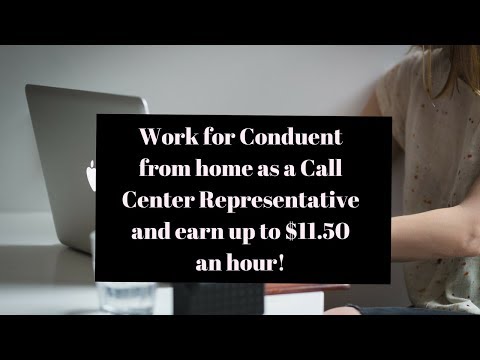 Work for Conduent
from home as a Call
Center Representative
and earn up to $11.50
an hour!